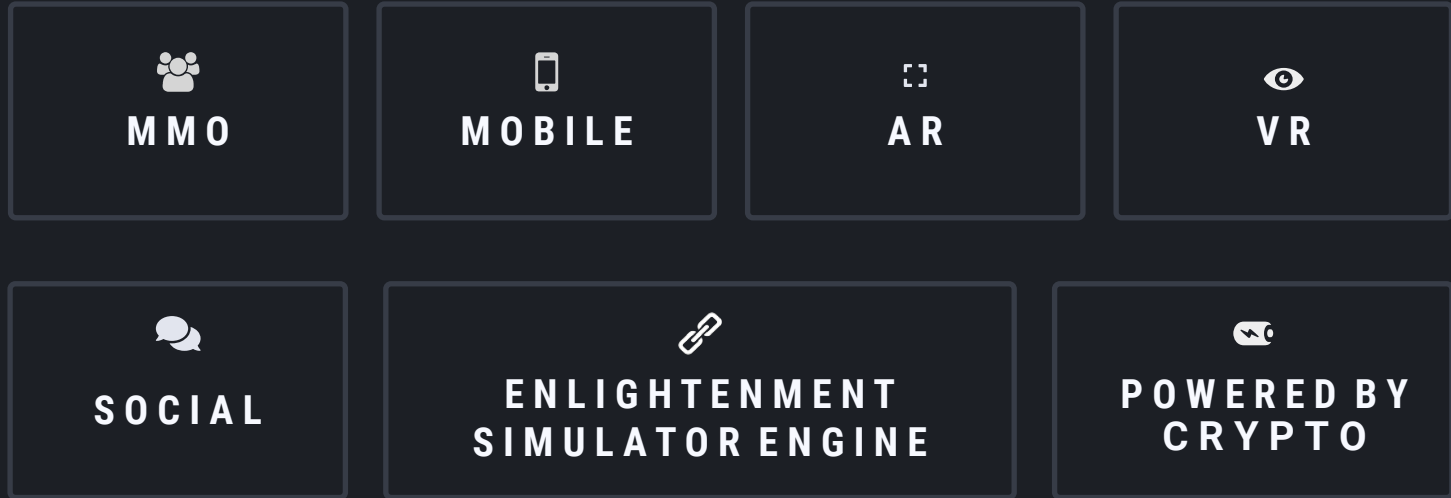 MMO
MOBILE
AR
VR
SOCIAL
ENLIGHTENMENT
SIMULATOR ENGINE
POWERED BY
CRYPTO